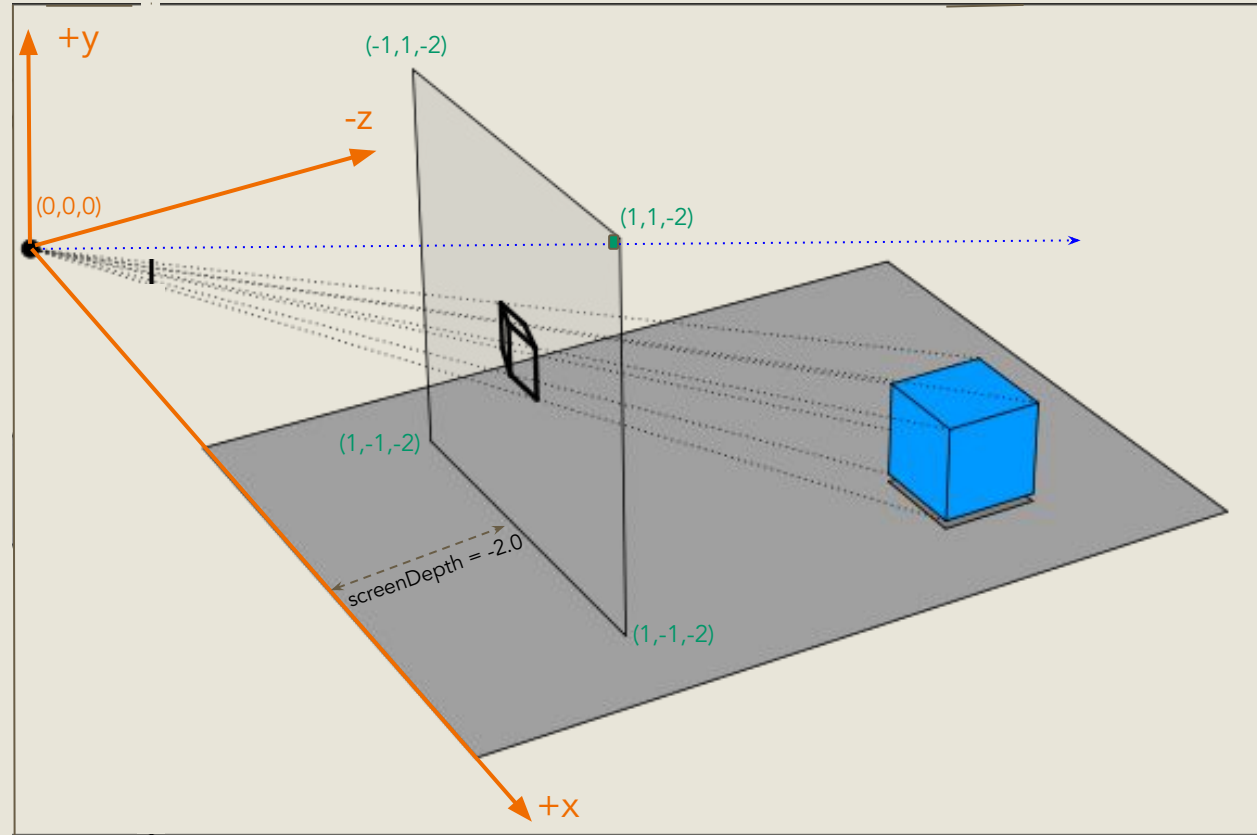 +y
(-1,1,-2)
-z
(0,0,0)
(1,1,-2)
(1,-1,-2)
screenDepth = -2.0
(1,-1,-2)
+x